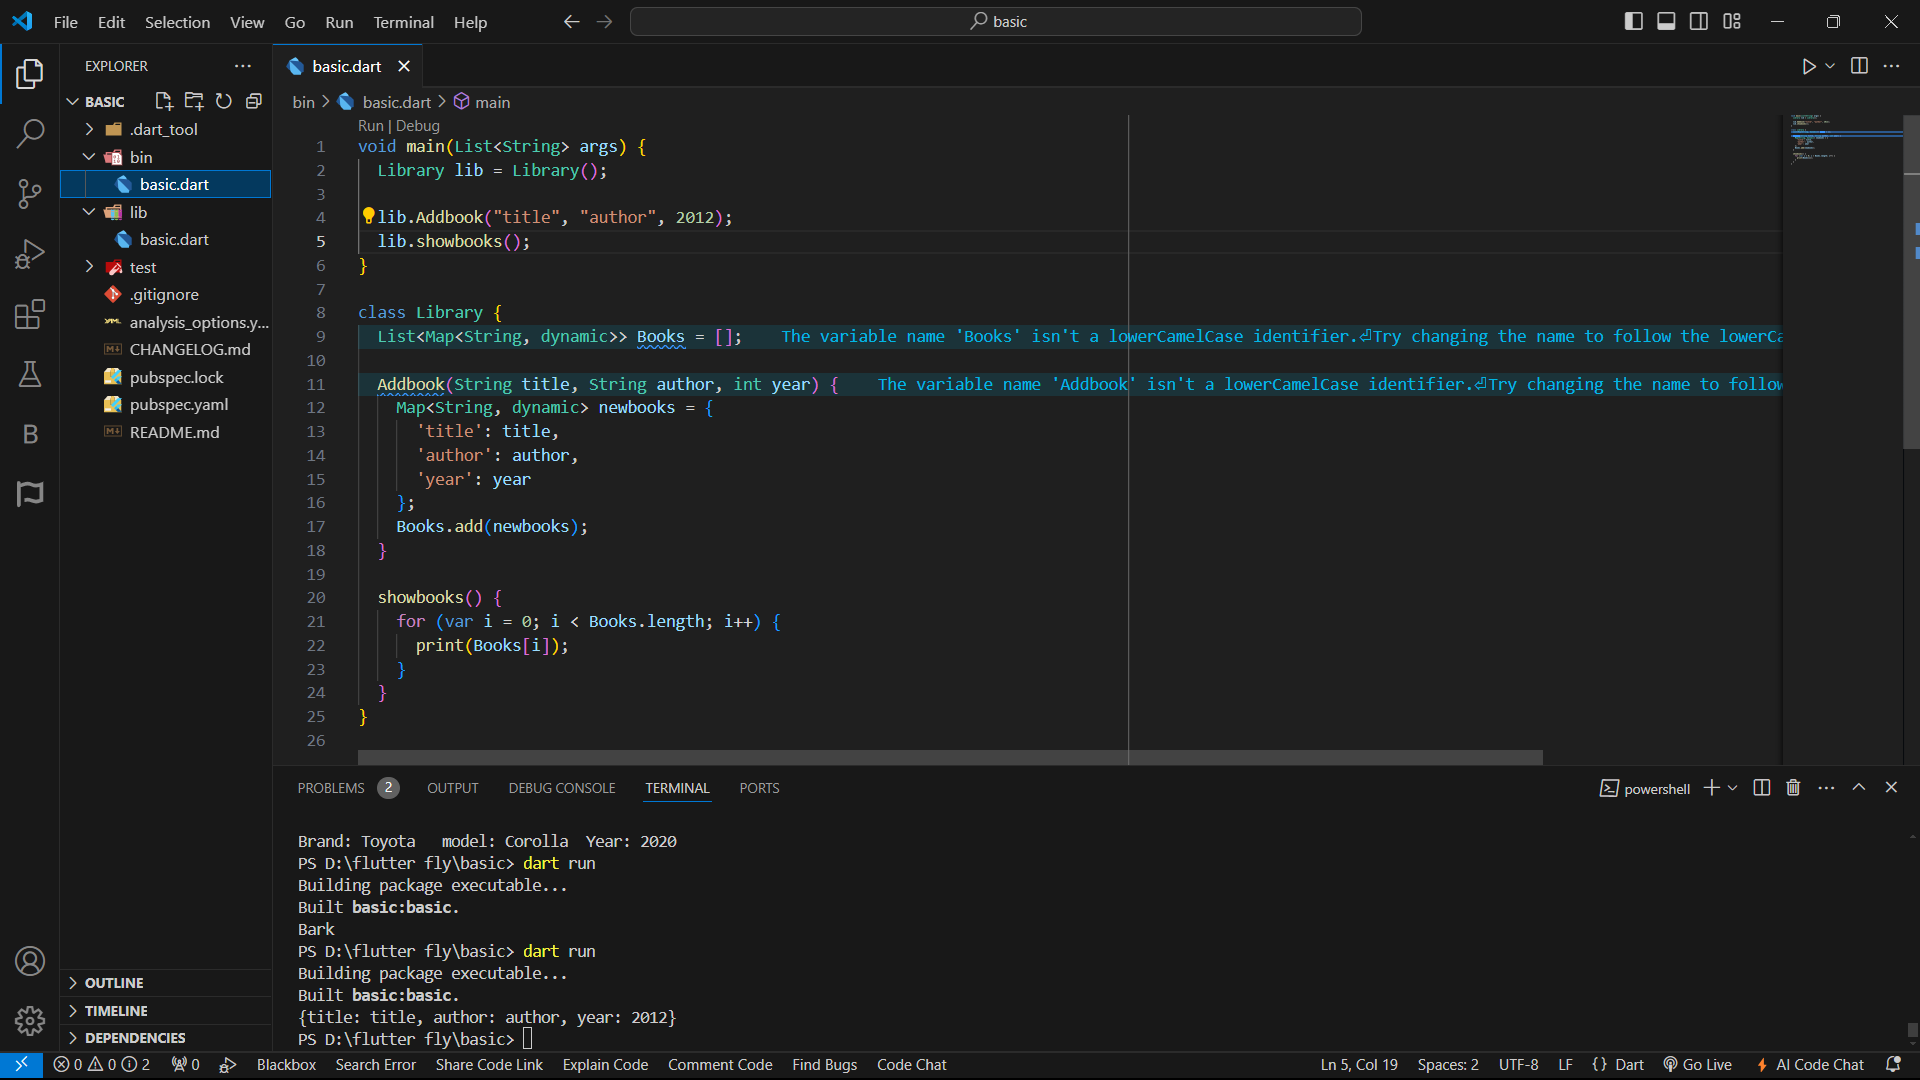 File Edit Selection View Go Run Terminal Help
basic
EXPLORER
BASIC
.dart_tool
bin
basic.dart
lib
basic.dart
test
.gitignore
analysis_options.y...
CHANGELOG.md
pubspec.lock
pubspec.yaml
README.md
B
OUTLINE
TIMELINE
DEPENDENCIES
basic.dart
bin > basic.dart > main
Run | Debug
1 void main(List<String> args) {
2 Library lib = Library();
3
4 lib.Addbook("title", "author", 2012);
5 lib.showbooks();
6 }
7
8 class Library {
9 List<Map<String, dynamic>> Books = []; The variable name 'Books' isn't a lowerCamelCase identifier.⏎Try changing the name to follow the lowerCa
10
11 Addbook(String title, String author, int year) { The variable name 'Addbook' isn't a lowerCamelCase identifier.⏎Try changing the name to follow
12 Map<String, dynamic> newbooks = {
13 'title': title,
14 'author': author,
15 'year': year
16 };
17 Books.add(newbooks);
18 }
19
20 showbooks() {
21 for (var i = 0; i < Books.length; i++) {
22 print(Books[i]);
23 }
24 }
25 }
26
PROBLEMS 2 OUTPUT DEBUG CONSOLE TERMINAL PORTS
powershell
Brand: Toyota model: Corolla Year: 2020
PS D:\flutter fly\basic> dart run
Building package executable...
Built basic:basic.
Bark
PS D:\flutter fly\basic> dart run
Building package executable...
Built basic:basic.
{title: title, author: author, year: 2012}
PS D:\flutter fly\basic>
0 0 2 0 Blackbox Search Error Share Code Link Explain Code Comment Code Find Bugs Code Chat Ln 5, Col 19 Spaces: 2 UTF-8 LF {} Dart Go Live AI Code Chat